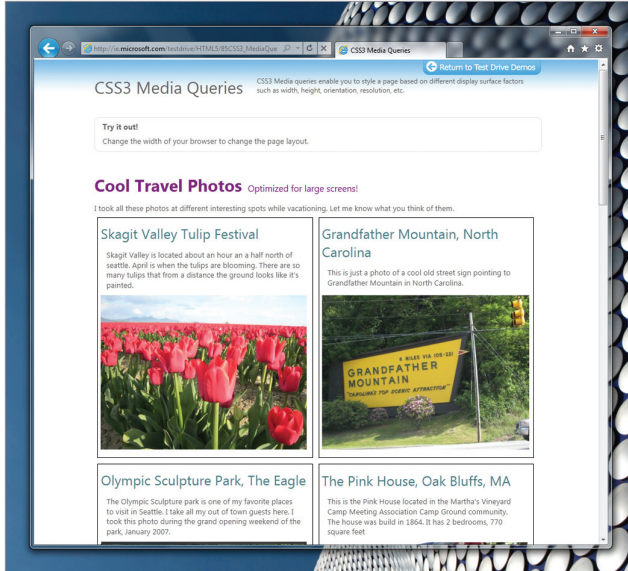 http://ie.microsoft.com/testdrive/HTML5/85CSS3_MediaQue
CSS3 Media Queries
Return to Test Drive Demos
CSS3 Media Queries
CSS3 Media queries enable you to style a page based on different display surface factors
such as width, height, orientation, resolution, etc.
Try it out!
Change the width of your browser to change the page layout.
Cool Travel Photos Optimized for large screens!
I took all these photos at different interesting spots while vacationing. Let me know what you think of them.
Skagit Valley Tulip Festival
Skagit Valley is located about an hour an a half north of
seattle. April is when the tulips are blooming. There are so
many tulips that from a distance the ground looks like it's
painted.
Grandfather Mountain, North
Carolina
This is just a photo of a cool old street sign pointing to
Grandfather Mountain in North Carolina.
GRANDFATHER
MOUNTAIN
"CAROLINA'S TOP SCENIC ATTRACTION"
Olympic Sculpture Park, The Eagle
The Olympic Sculpture park is one of my favorite places
to visit in Seattle. I take all my out of town guests here. I
took this photo during the grand opening weekend of the
park, January 2007.
The Pink House, Oak Bluffs, MA
This is the Pink House located in the Martha's Vineyard
Camp Meeting Association Camp Ground community.
The house was build in 1864. It has 2 bedrooms, 770
square feet